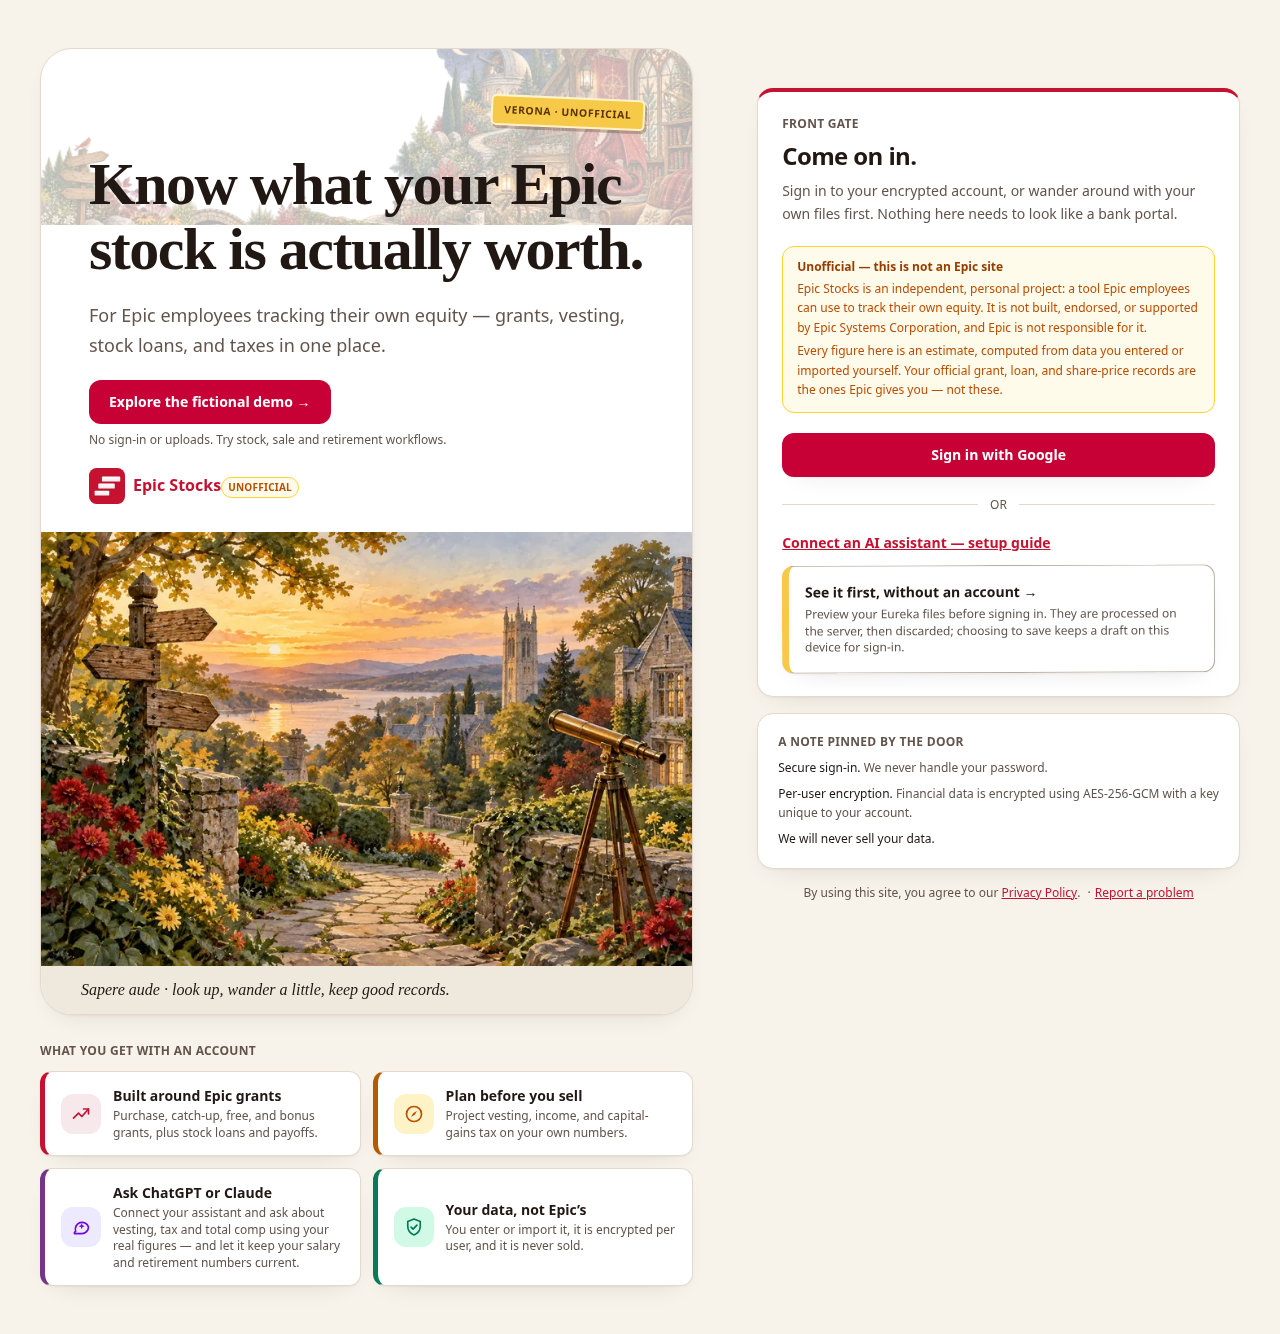 VERONA · UNOFFICIAL
Know what your Epic
stock is actually worth.
For Epic employees tracking their own equity — grants, vesting,
stock loans, and taxes in one place.
Explore the fictional demo →
No sign-in or uploads. Try stock, sale and retirement workflows.
Epic Stocks UNOFFICIAL
Sapere aude · look up, wander a little, keep good records.
WHAT YOU GET WITH AN ACCOUNT
Built around Epic grants
Purchase, catch-up, free, and bonus
grants, plus stock loans and payoffs.
Plan before you sell
Project vesting, income, and capital-
gains tax on your own numbers.
Ask ChatGPT or Claude
Connect your assistant and ask about
vesting, tax and total comp using your
real figures — and let it keep your salary
and retirement numbers current.
Your data, not Epic’s
You enter or import it, it is encrypted per
user, and it is never sold.
FRONT GATE
Come on in.
Sign in to your encrypted account, or wander around with your
own files first. Nothing here needs to look like a bank portal.
Unofficial — this is not an Epic site
Epic Stocks is an independent, personal project: a tool Epic employees
can use to track their own equity. It is not built, endorsed, or supported
by Epic Systems Corporation, and Epic is not responsible for it.
Every figure here is an estimate, computed from data you entered or
imported yourself. Your official grant, loan, and share-price records are
the ones Epic gives you — not these.
Sign in with Google
OR
Connect an AI assistant — setup guide
See it first, without an account →
Preview your Eureka files before signing in. They are processed on
the server, then discarded; choosing to save keeps a draft on this
device for sign-in.
A NOTE PINNED BY THE DOOR
Secure sign-in. We never handle your password.
Per-user encryption. Financial data is encrypted using AES-256-GCM with a key
unique to your account.
We will never sell your data.
By using this site, you agree to our Privacy Policy. · Report a problem